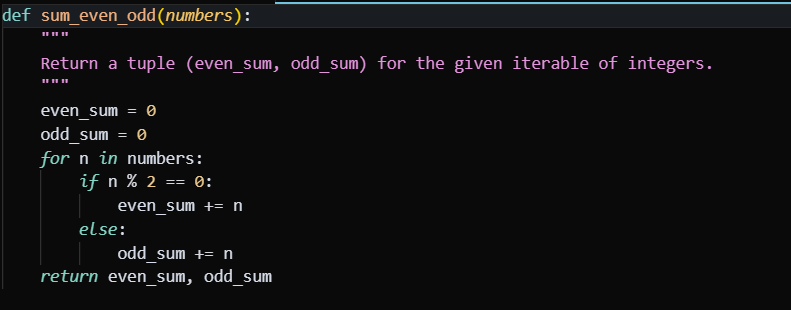 def sum_even_odd(numbers):
    """
    Return a tuple (even_sum, odd_sum) for the given iterable of integers.
    """
    even_sum = 0
    odd_sum = 0
    for n in numbers:
        if n % 2 == 0:
            even_sum += n
        else:
            odd_sum += n
    return even_sum, odd_sum